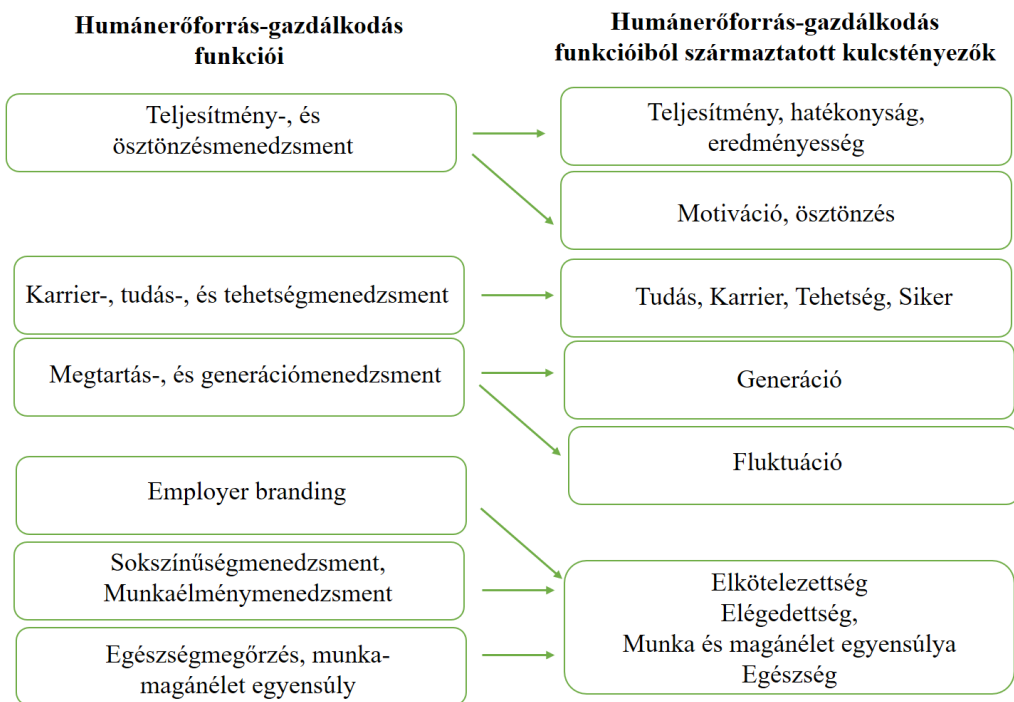 Humánerőforrás-gazdálkodás
funkciói
Humánerőforrás-gazdálkodás
funkcióiból származtatott kulcstényezők
Teljesítmény-, és
ösztönzésmenedzsment
Teljesítmény, hatékonyság,
eredményesség
Motiváció, ösztönzés
Karrier-, tudás-, és tehetségmenedzsment
Tudás, Karrier, Tehetség, Siker
Megtartás-, és generációmenedzsment
Generáció
Fluktuáció
Employer branding
Sokszínűségmenedzsment,
Munkaélménymenedzsment
Egészségmegőrzés, munka-
magánélet egyensúly
Elkötelezettség
Elégedettség,
Munka és magánélet egyensúlya
Egészség